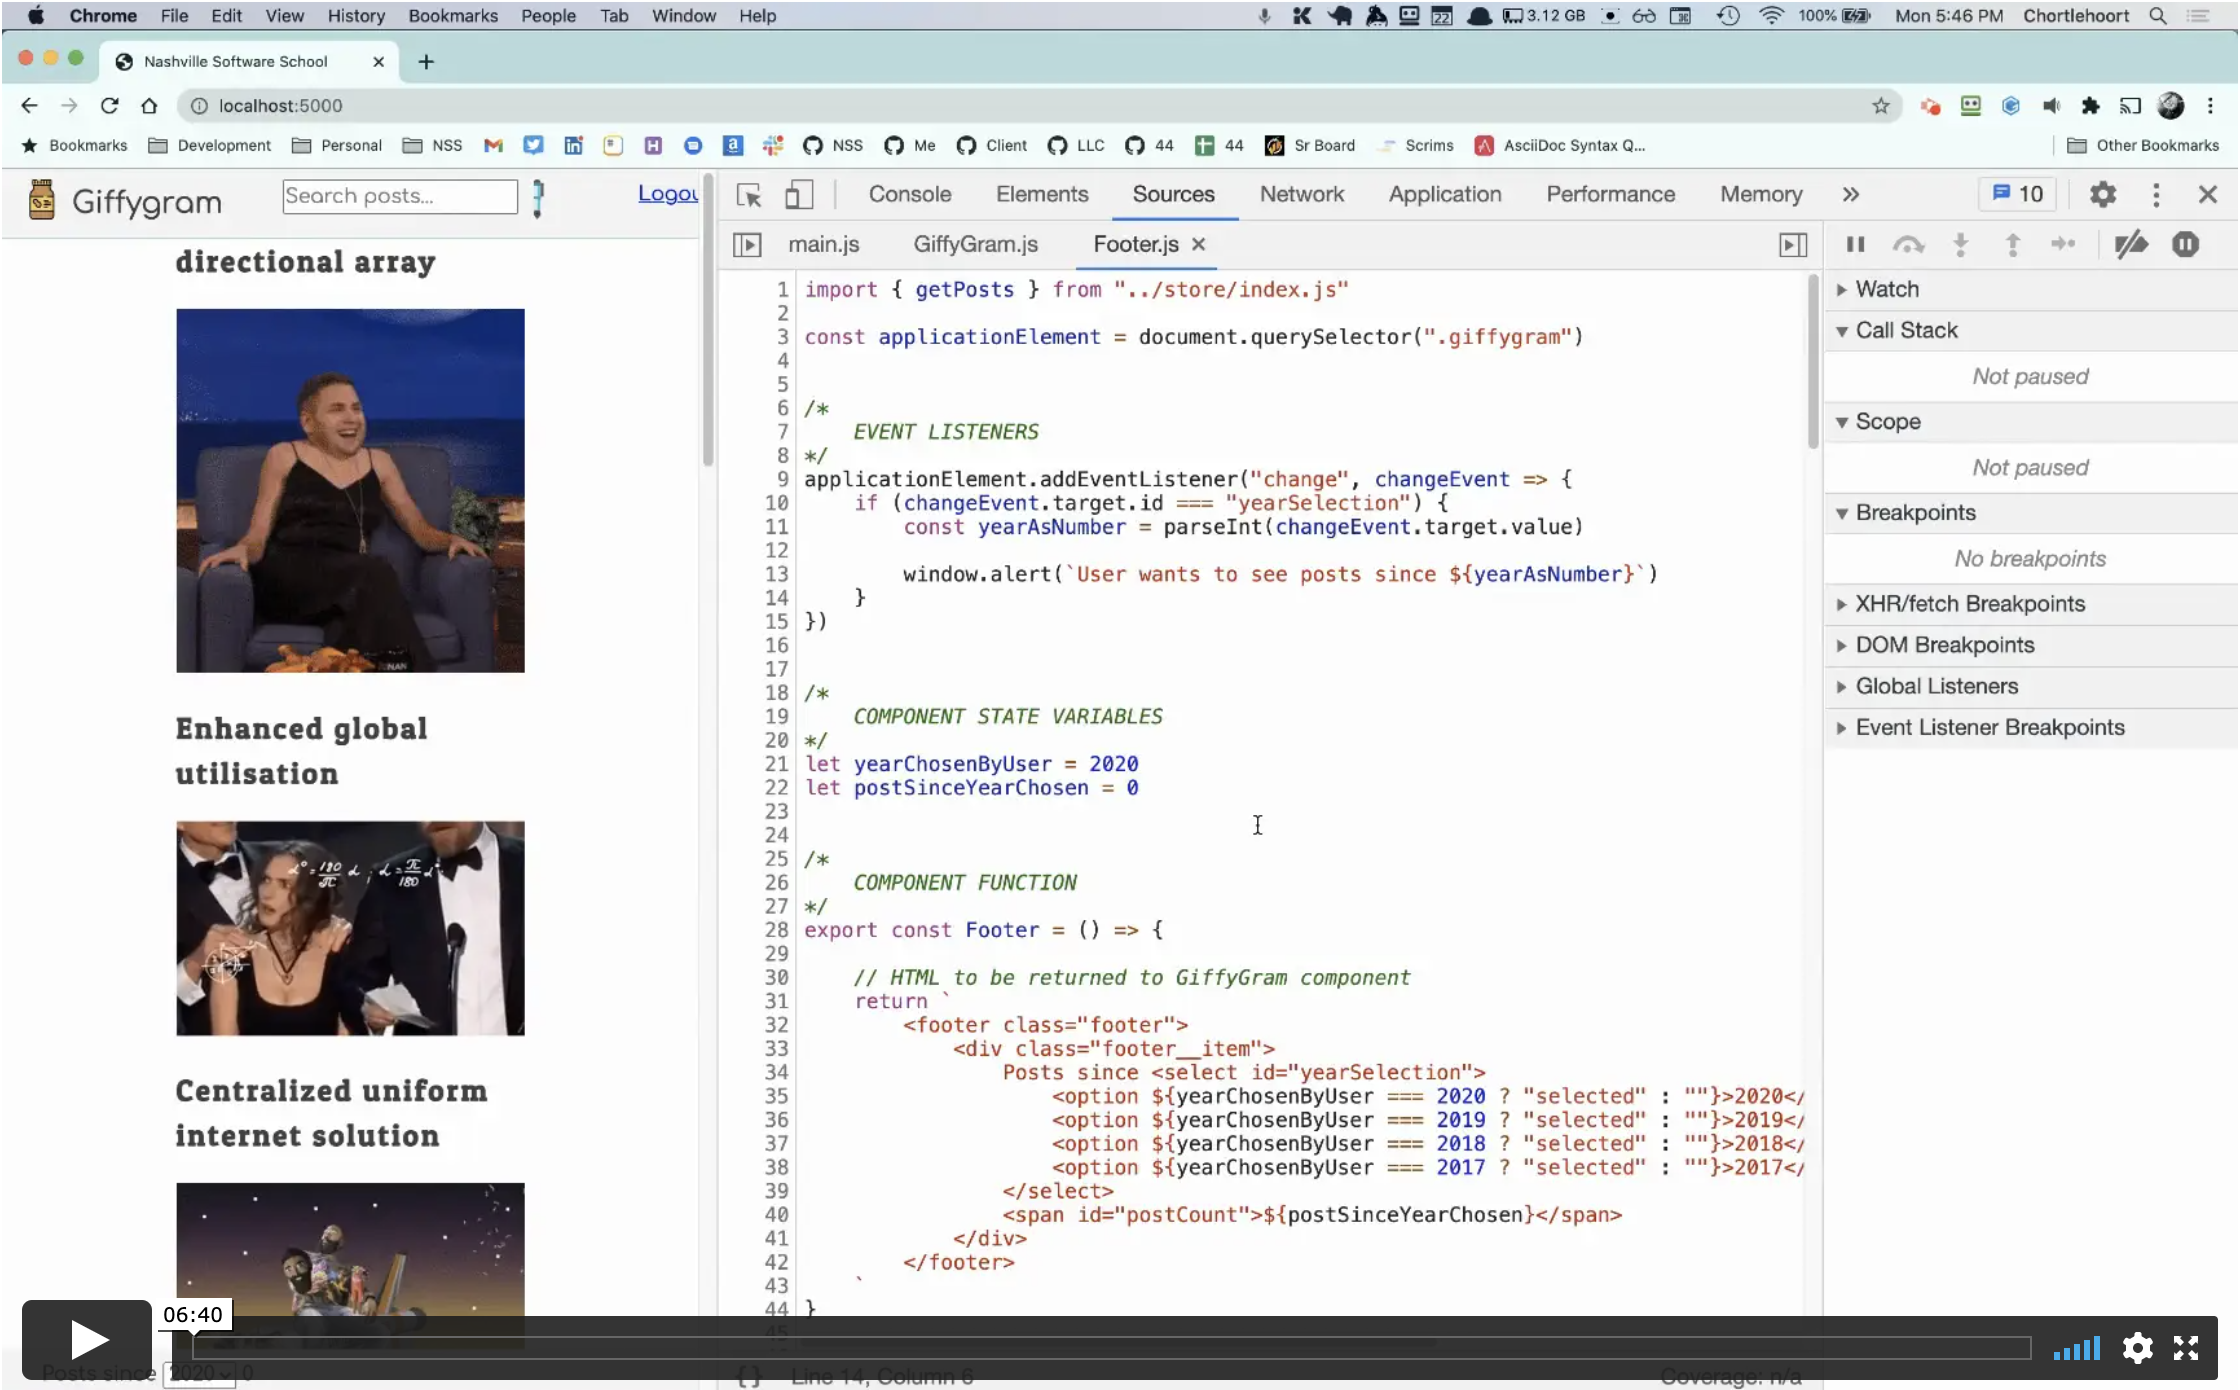 Chrome File Edit View History Bookmarks People Tab Window Help 22 3.12 GB 100% Mon 5:46 PM Chortlehoort
Nashville Software School
localhost:5000
Bookmarks Development Personal NSS NSS Me Client LLC 44 44 Sr Board Scrims AsciiDoc Syntax Q... Other Bookmarks
Giffygram Search posts... Logou
directional array
NAN
Enhanced global
utilisation
Centralized uniform
internet solution
Posts since 2020 0
Console Elements Sources Network Application Performance Memory 10
main.js GiffyGram.js Footer.js
1 import { getPosts } from "../store/index.js"
2
3 const applicationElement = document.querySelector(".giffygram")
4
5
6 /*
7 EVENT LISTENERS
8 */
9 applicationElement.addEventListener("change", changeEvent => {
10 if (changeEvent.target.id === "yearSelection") {
11 const yearAsNumber = parseInt(changeEvent.target.value)
12
13 window.alert(`User wants to see posts since ${yearAsNumber}`)
14 }
15 })
16
17
18 /*
19 COMPONENT STATE VARIABLES
20 */
21 let yearChosenByUser = 2020
22 let postSinceYearChosen = 0
23
24
25 /*
26 COMPONENT FUNCTION
27 */
28 export const Footer = () => {
29
30 // HTML to be returned to GiffyGram component
31 return `
32 <footer class="footer">
33 <div class="footer__item">
34 Posts since <select id="yearSelection">
35 <option ${yearChosenByUser === 2020 ? "selected" : ""}>2020</
36 <option ${yearChosenByUser === 2019 ? "selected" : ""}>2019</
37 <option ${yearChosenByUser === 2018 ? "selected" : ""}>2018</
38 <option ${yearChosenByUser === 2017 ? "selected" : ""}>2017</
39 </select>
40 <span id="postCount">${postSinceYearChosen}</span>
41 </div>
42 </footer>
43 `
44 }
45
{} Line 14, Column 6 Coverage: n/a
Watch
Call Stack
Not paused
Scope
Not paused
Breakpoints
No breakpoints
XHR/fetch Breakpoints
DOM Breakpoints
Global Listeners
Event Listener Breakpoints
06:40